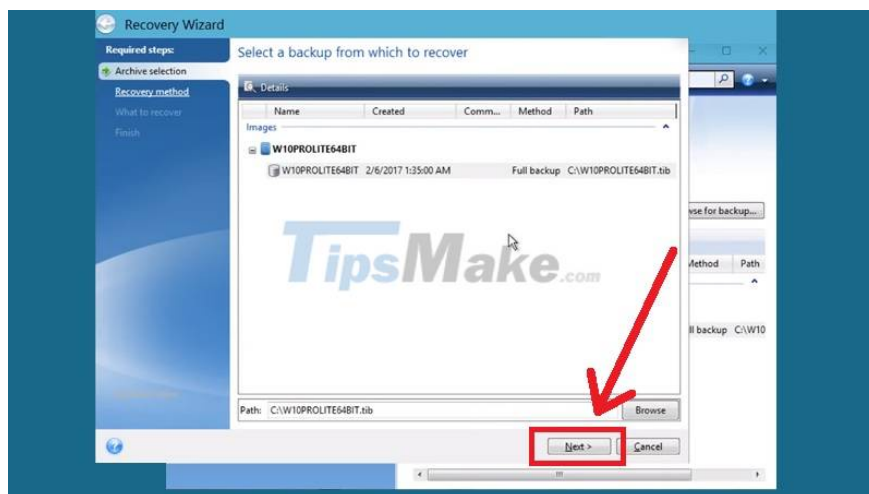 Recovery Wizard
Required steps:
Archive selection
Recovery method
What to recover
Finish
Select a backup from which to recover
Details
Name Created Comm... Method Path
Images
W10PROLITE64BIT
W10PROLITE64BIT 2/6/2017 1:35:00 AM Full backup C:\W10PROLITE64BIT.tib
TipsMake.com
Path: C:\W10PROLITE64BIT.tib Browse
Next > Cancel
wse for backup...
Method Path
ll backup C:\W10